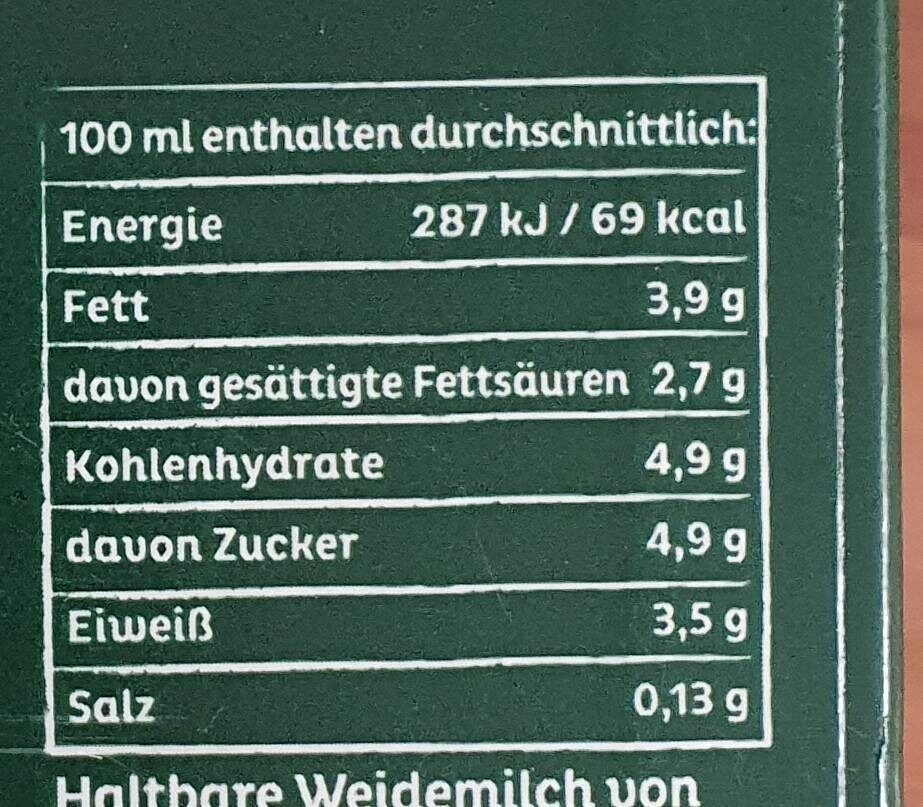 100 ml enthalten durchschnittlich:
Energie 287 kJ / 69 kcal
Fett 3,9 g
davon gesättigte Fettsäuren 2,7 g
Kohlenhydrate 4,9 g
davon Zucker 4,9 g
Eiweiß 3,5 g
Salz 0,13 g
Haltbare Weidemilch von